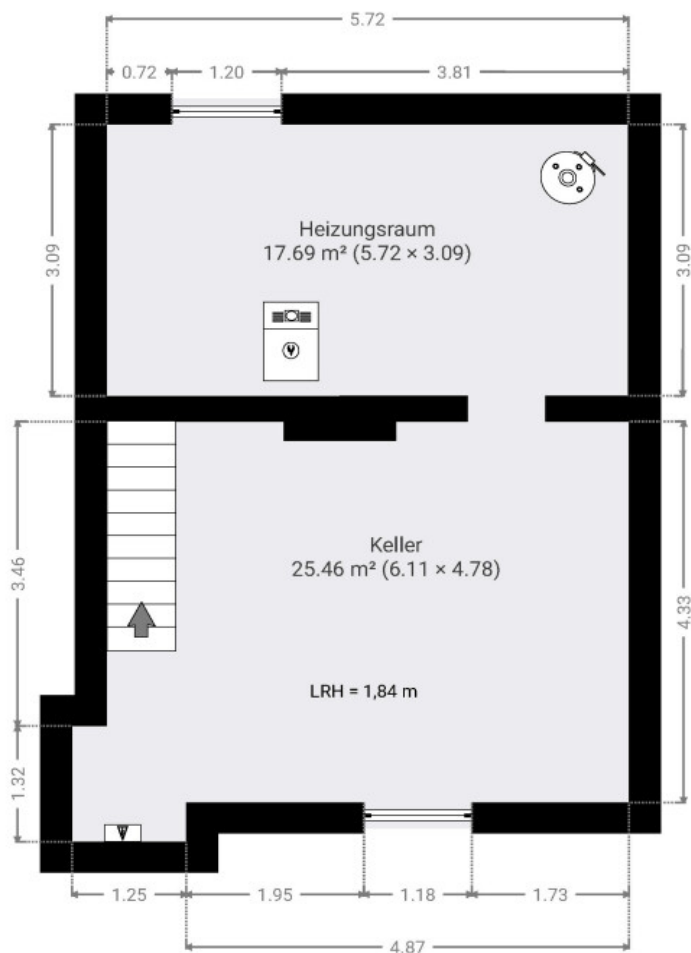 5.72
0.72
1.20
3.81
3.09
3.09
Heizungsraum
17.69 m² (5.72 × 3.09)
3.46
4.33
Keller
25.46 m² (6.11 × 4.78)
LRH = 1,84 m
1.32
1.25
1.95
1.18
1.73
4.87